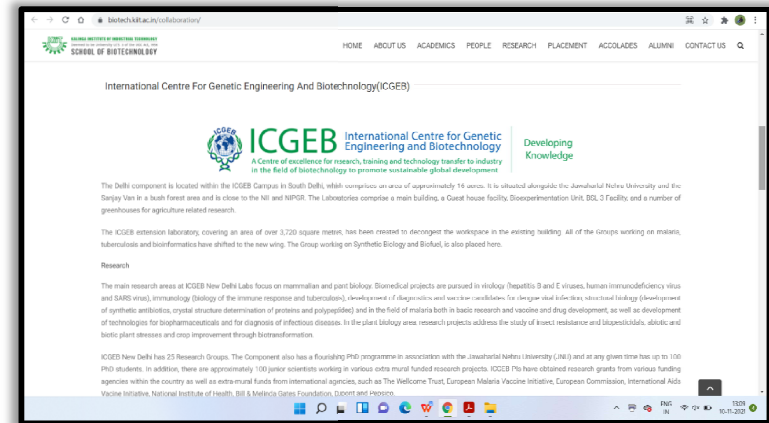 biotech.kiit.ac.in/collaboration/
KALINGA INSTITUTE OF INDUSTRIAL TECHNOLOGY
SCHOOL OF BIOTECHNOLOGY
HOME ABOUT US ACADEMICS PEOPLE RESEARCH PLACEMENT ACCOLADES ALUMNI CONTACT US
International Centre For Genetic Engineering And Biotechnology(ICGEB)
ICGEB
ICGEB
International Centre for Genetic
Engineering and Biotechnology
A Centre of excellence for research, training and technology transfer to industry
in the field of biotechnology to promote sustainable global development
Developing
Knowledge
The Delhi component is located within the ICGEB Campus in South Delhi, which comprises an area of approximately 16 acres. It is situated alongside the Jawaharlal Nehru University and the
Sanjay Van in a bush forest area and is close to the NII and NIPGR. The Laboratories comprise a main building, a Guest house facility, Bioexperimentation Unit, BSL 3 Facility, and a number of
greenhouses for agriculture related research.
The ICGEB extension laboratory, covering an area of over 3,720 square metres, has been created to decongest the workspace in the existing building. All of the Groups working on malaria,
tuberculosis and bioinformatics have shifted to the new wing. The Group working on Synthetic Biology and Biofuel, is also placed here.
Research
The main research areas at ICGEB New Delhi Labs focus on mammalian and plant biology. Biomedical projects are pursued in virology (hepatitis B and E viruses, human immunodeficiency virus
and SARS virus), immunology (biology of the immune response and tuberculosis), development of diagnostics and vaccine candidates for dengue viral infection, structural biology (development
of synthetic antibiotics, crystal structure determination of proteins and polypeptides) and in the field of malaria both in basic research and vaccine and drug development, as well as development
of technologies for biopharmaceuticals and for diagnosis of infectious diseases. In the plant biology area research projects address the study of insect resistance and biopesticidals, abiotic and
biotic plant stresses and crop improvement through biotransformation.
ICGEB New Delhi has 25 Research Groups. The Component also has a flourishing PhD programme in association with the Jawaharlal Nehru University (JNU) and at any given time has up to 100
PhD students. In addition, there are approximately 100 junior scientists working in various extra mural funded research projects. ICGEB PIs have obtained research grants from various funding
agencies within the country as well as extra-mural funds from international agencies, such as The Wellcome Trust, European Malaria Vaccine Initiative, European Commission, International Aids
Vaccine Initiative, National Institute of Health, Bill & Melinda Gates Foundation, Dupont and Pepsico.
ENG
IN
13:09
10-11-2021